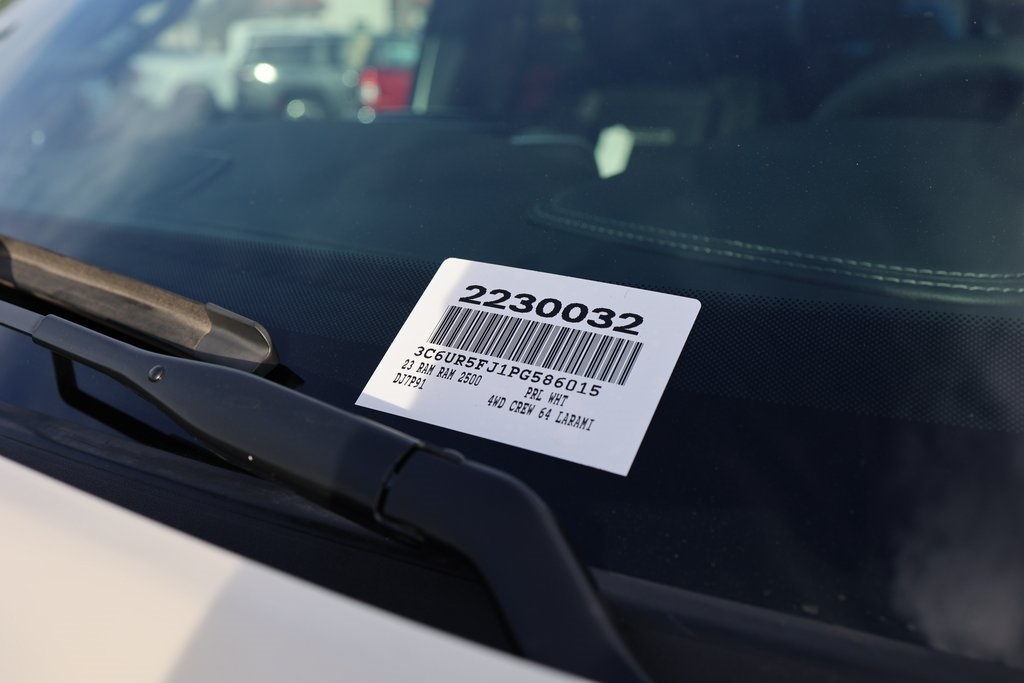 2230032
3C6UR5FJ1PG586015
23 RAM RAM 2500 PRL WHT
DJ7P91 4WD CREW 64 LARAMI